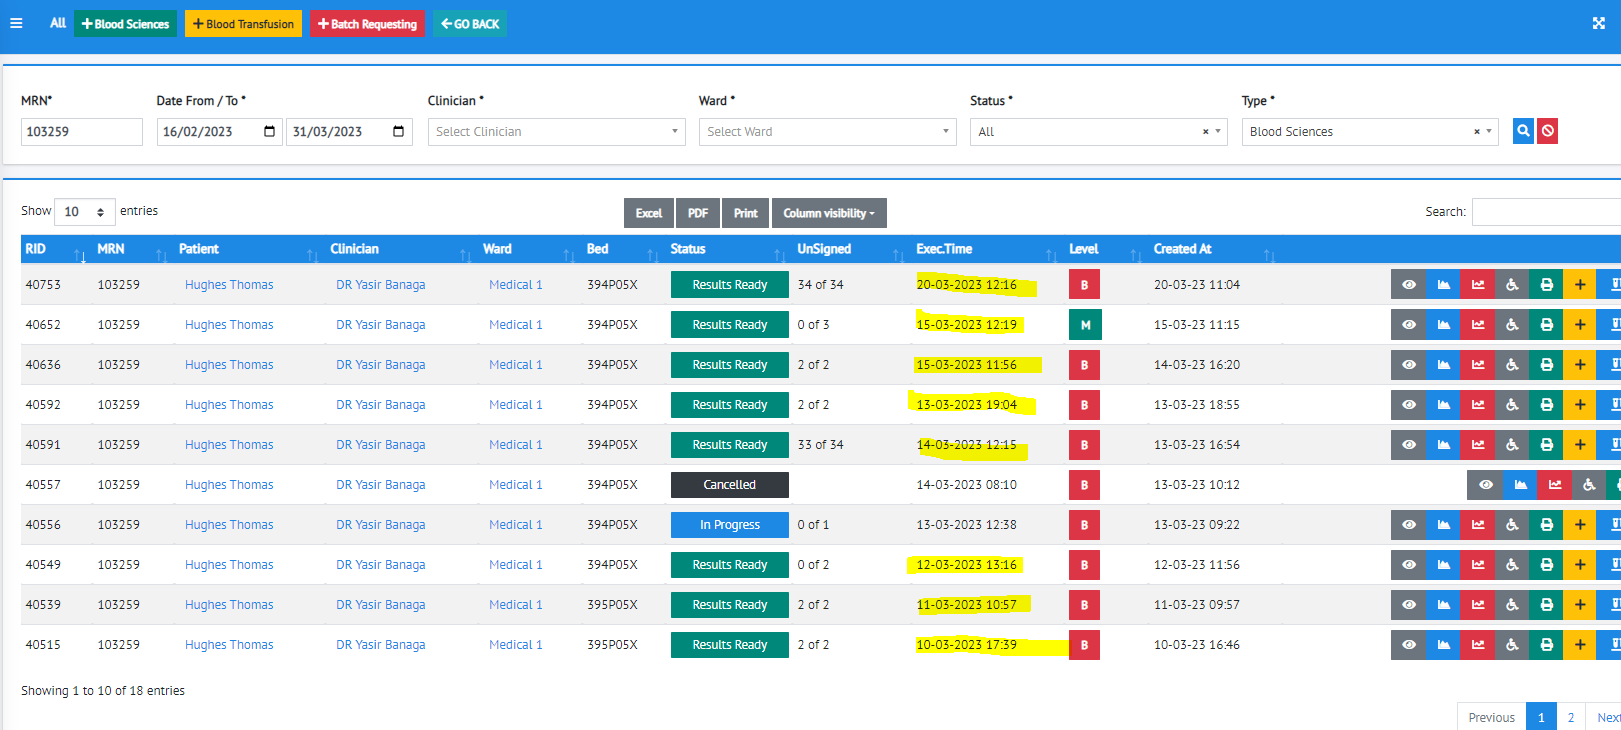 All +Blood Sciences +Blood Transfusion +Batch Requesting GO BACK
MRN* Date From / To * Clinician * Ward * Status * Type *
103259 16/02/2023 31/03/2023 Select Clinician Select Ward All × Blood Sciences ×
Show 10 entries Excel PDF Print Column visibility Search:
RID MRN Patient Clinician Ward Bed Status UnSigned Exec.Time Level Created At
40753 103259 Hughes Thomas DR Yasir Banaga Medical 1 394P05X Results Ready 34 of 34 20-03-2023 12:16 B 20-03-23 11:04
40652 103259 Hughes Thomas DR Yasir Banaga Medical 1 394P05X Results Ready 0 of 3 15-03-2023 12:19 M 15-03-23 11:15
40636 103259 Hughes Thomas DR Yasir Banaga Medical 1 394P05X Results Ready 2 of 2 15-03-2023 11:56 B 14-03-23 16:20
40592 103259 Hughes Thomas DR Yasir Banaga Medical 1 394P05X Results Ready 2 of 2 13-03-2023 19:04 B 13-03-23 18:55
40591 103259 Hughes Thomas DR Yasir Banaga Medical 1 394P05X Results Ready 33 of 34 14-03-2023 12:15 B 13-03-23 16:54
40557 103259 Hughes Thomas DR Yasir Banaga Medical 1 394P05X Cancelled 14-03-2023 08:10 B 13-03-23 10:12
40556 103259 Hughes Thomas DR Yasir Banaga Medical 1 394P05X In Progress 0 of 1 13-03-2023 12:38 B 13-03-23 09:22
40549 103259 Hughes Thomas DR Yasir Banaga Medical 1 394P05X Results Ready 0 of 2 12-03-2023 13:16 B 12-03-23 11:56
40539 103259 Hughes Thomas DR Yasir Banaga Medical 1 395P05X Results Ready 2 of 2 11-03-2023 10:57 B 11-03-23 09:57
40515 103259 Hughes Thomas DR Yasir Banaga Medical 1 395P05X Results Ready 2 of 2 10-03-2023 17:39 B 10-03-23 16:46
Showing 1 to 10 of 18 entries
Previous 1 2 Next